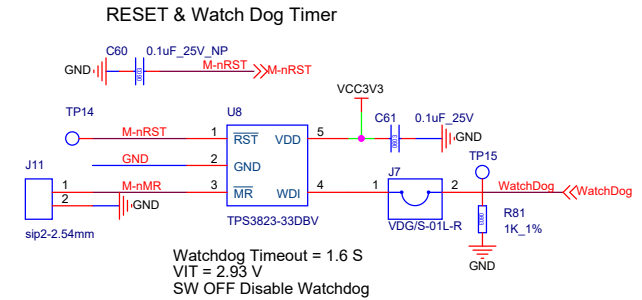 RESET & Watch Dog Timer
C60 0.1uF_25V_NP
GND M-nRST M-nRST
0603
VCC3V3
TP14 U8 C61 0.1uF_25V
M-nRST 1 RST VDD 5 0603 GND
GND 2 GND
TP15
J11 J7
1 M-nMR 3 MR WDI 4 1 2 WatchDog WatchDog
2 GND
sip2-2.54mm TPS3823-33DBV VDG/S-01L-R
R81
1K_1%
GND
Watchdog Timeout = 1.6 S
VIT = 2.93 V
SW OFF Disable Watchdog